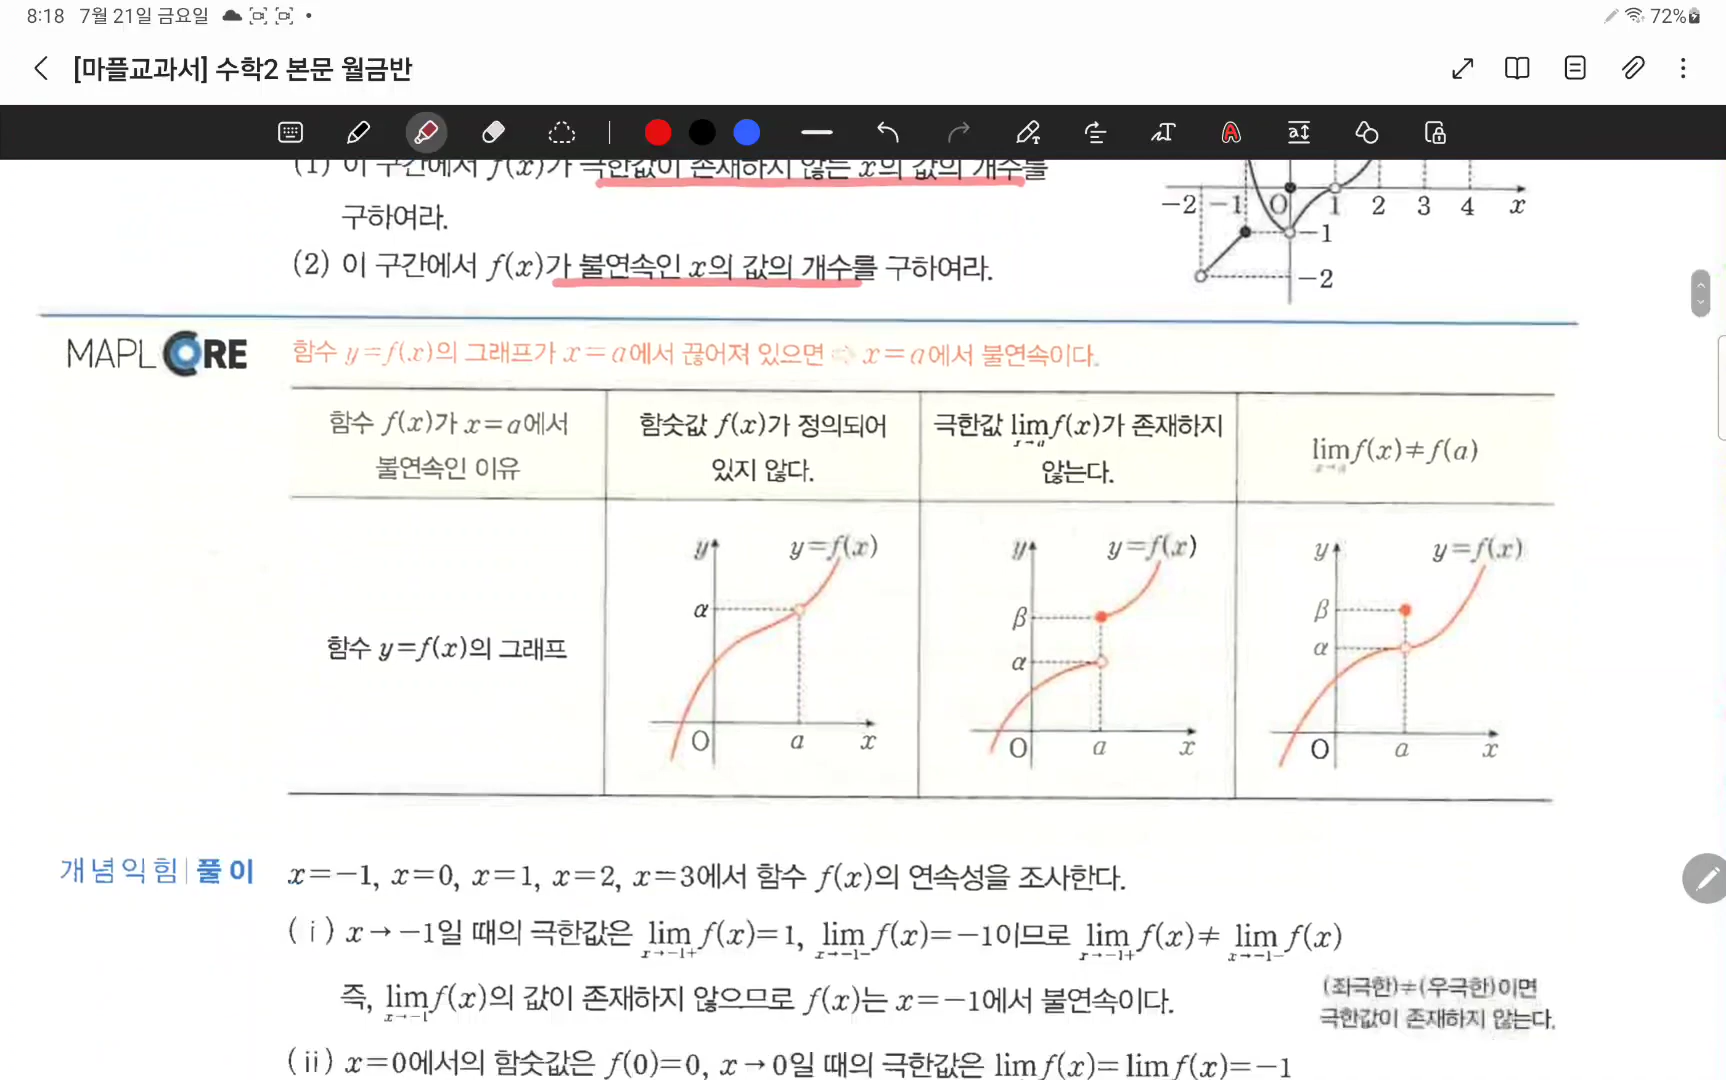 8:18 7월 21일 금요일
72%
[마플교과서] 수학2 본문 월금반
(1) 이 구간에서 f(x)가 극한값이 존재하지 않는 x의 값의 개수를
구하여라.
(2) 이 구간에서 f(x)가 불연속인 x의 값의 개수를 구하여라.
-2 -1 O 1 2 3 4 x
-1
-2
MAPL CORE
함수 y=f(x)의 그래프가 x=a에서 끊어져 있으면 ⇨ x=a에서 불연속이다.
함수 f(x)가 x=a에서
불연속인 이유
함숫값 f(x)가 정의되어
있지 않다.
극한값 lim x→a f(x)가 존재하지
않는다.
lim x→a f(x)≠f(a)
함수 y=f(x)의 그래프
y y=f(x)
α
O a x
y y=f(x)
β
α
O a x
y y=f(x)
β
α
O a x
개념익힘 | 풀이
x=-1, x=0, x=1, x=2, x=3에서 함수 f(x)의 연속성을 조사한다.
(ⅰ) x→-1일 때의 극한값은 lim x→-1+ f(x)=1, lim x→-1- f(x)=-1이므로 lim x→-1+ f(x)≠ lim x→-1- f(x)
즉, lim x→-1 f(x)의 값이 존재하지 않으므로 f(x)는 x=-1에서 불연속이다.
(좌극한)≠(우극한)이면
극한값이 존재하지 않는다.
(ⅱ) x=0에서의 함숫값은 f(0)=0, x→0일 때의 극한값은 lim f(x)=lim f(x)=-1